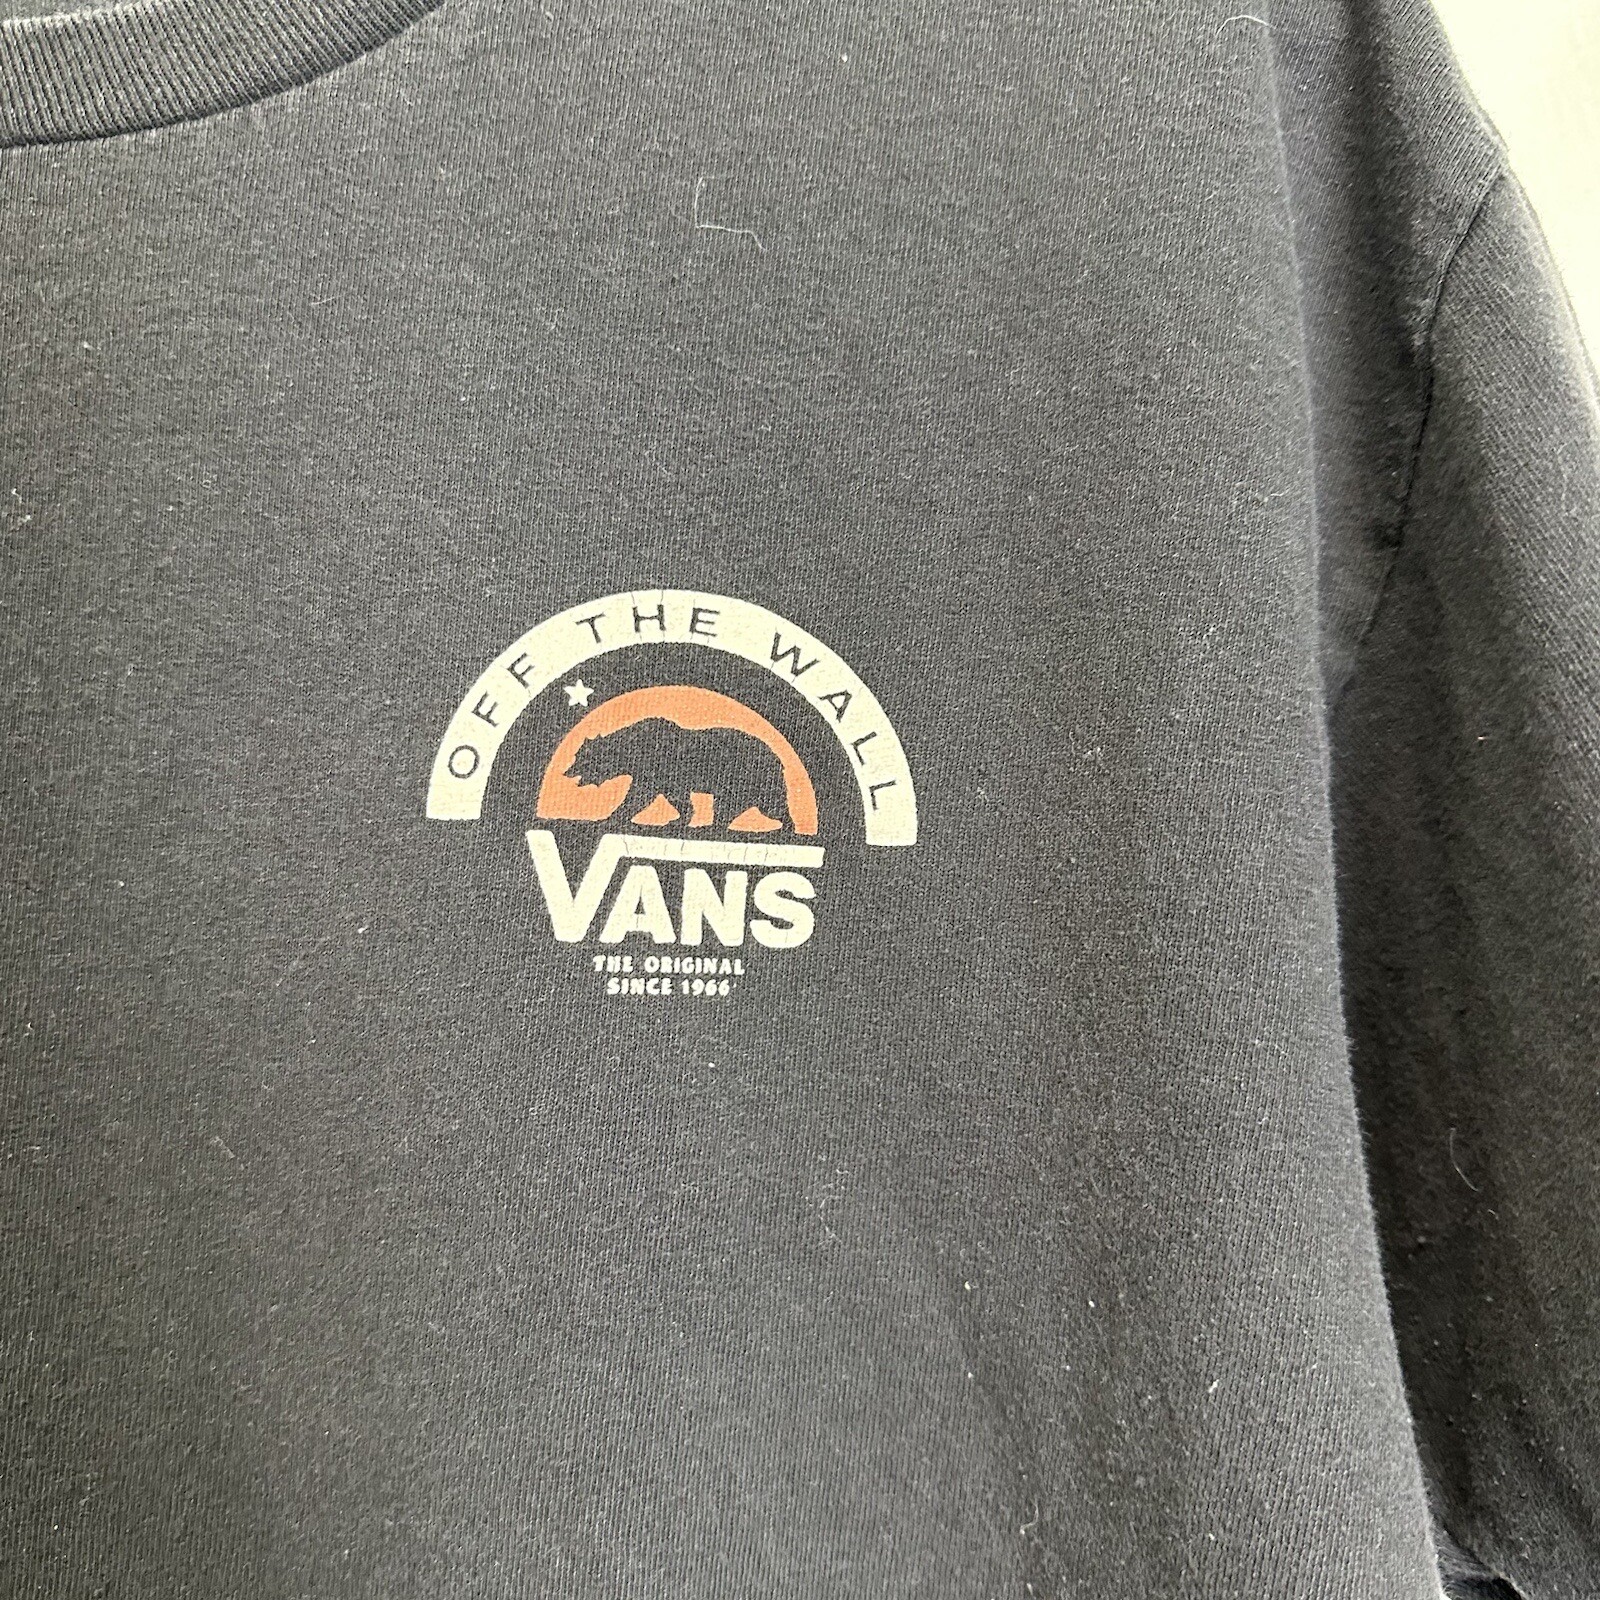 OFF THE WALL
VANS
THE ORIGINAL
SINCE 1966